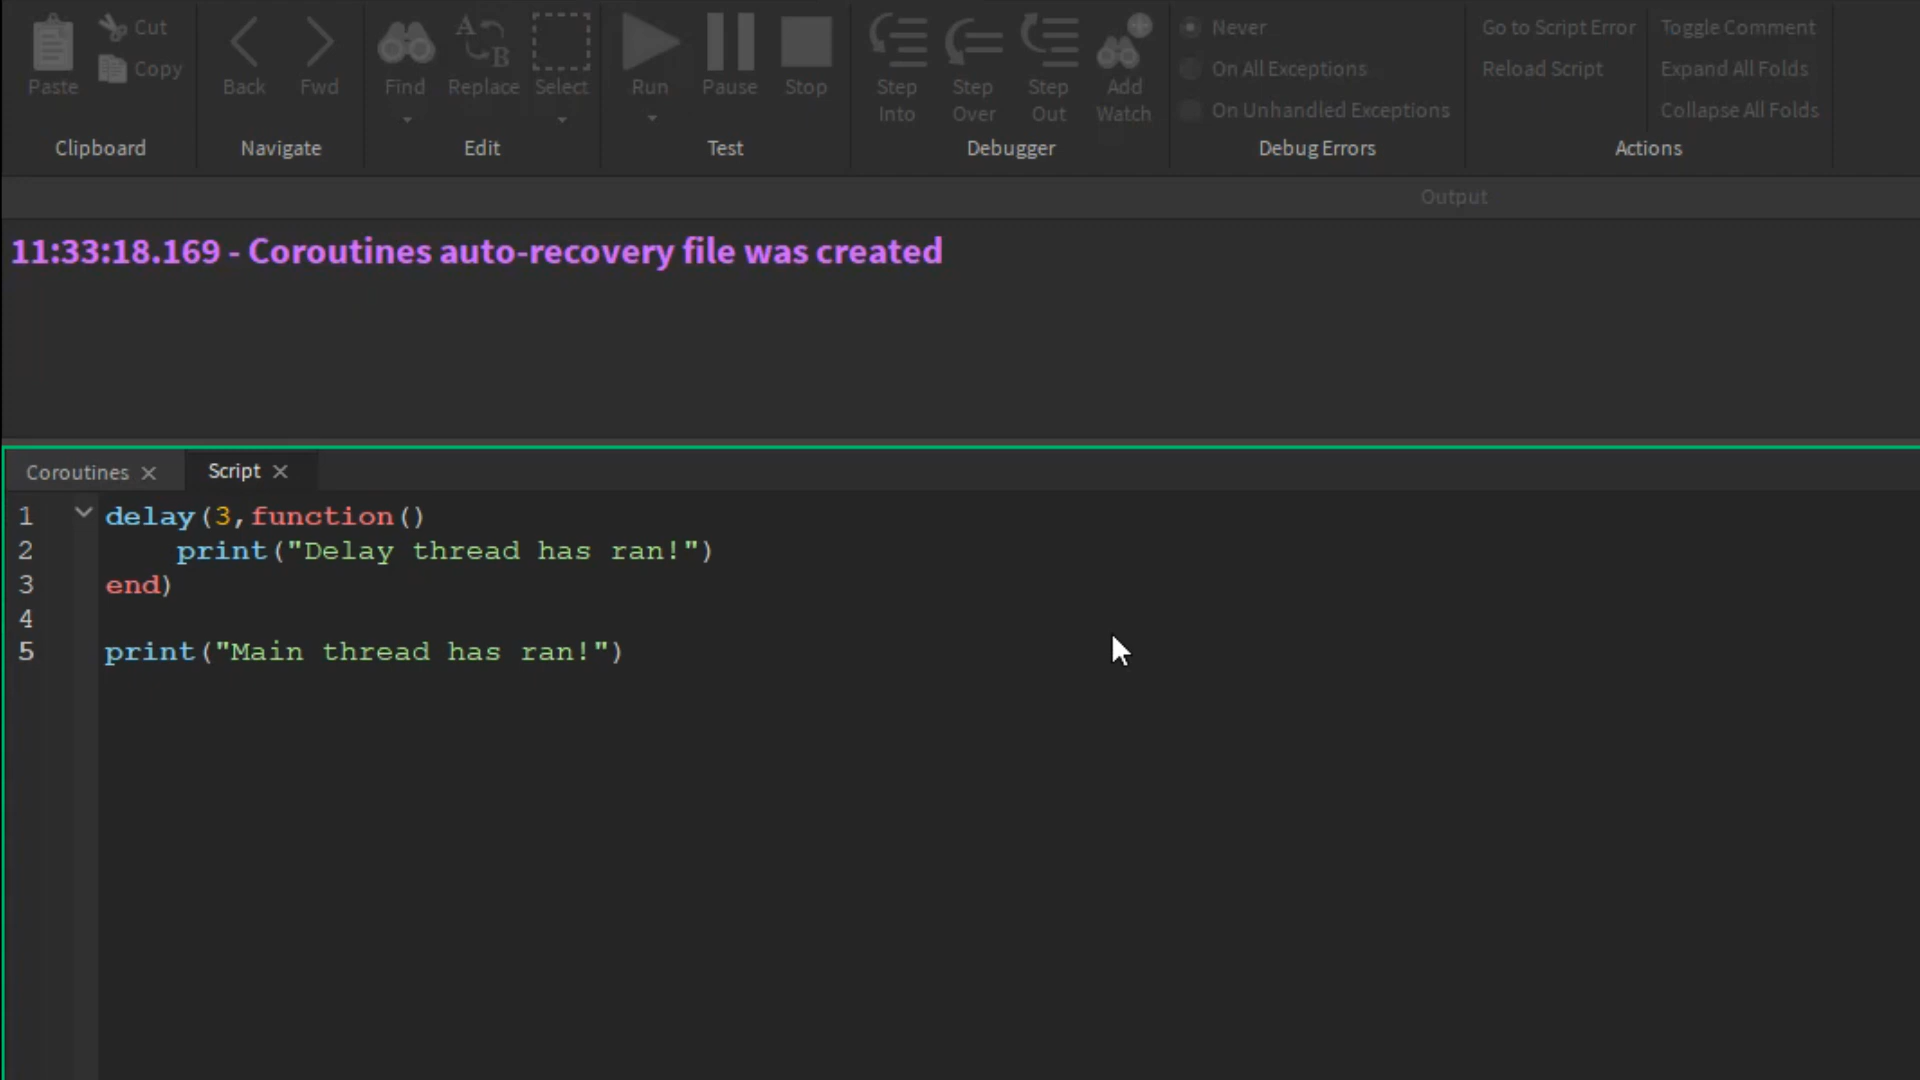 Paste
Cut
Copy
Clipboard
Back
Fwd
Navigate
Find
Replace
Select
Edit
Run
Pause
Stop
Test
Step Into
Step Over
Step Out
Add Watch
Debugger
Never
On All Exceptions
On Unhandled Exceptions
Debug Errors
Go to Script Error
Reload Script
Toggle Comment
Expand All Folds
Collapse All Folds
Actions
Output
11:33:18.169 - Coroutines auto-recovery file was created
Coroutines
Script
1 delay(3,function()
2 print("Delay thread has ran!")
3 end)
4
5 print("Main thread has ran!")